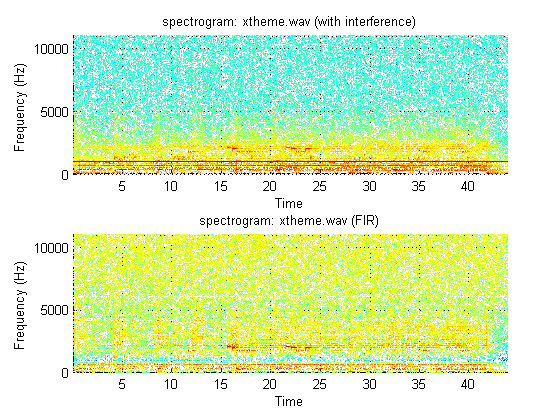 spectrogram: xtheme.wav (with interference)
10000
5000
0
Frequency (Hz)
5 10 15 20 25 30 35 40
Time
spectrogram: xtheme.wav (FIR)
10000
5000
0
Frequency (Hz)
5 10 15 20 25 30 35 40
Time